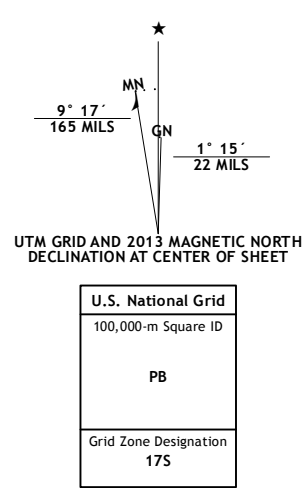 ★
MN
9° 17´
165 MILS
GN
1° 15´
22 MILS
UTM GRID AND 2013 MAGNETIC NORTH
DECLINATION AT CENTER OF SHEET
U.S. National Grid
100,000-m Square ID
PB
Grid Zone Designation
17S